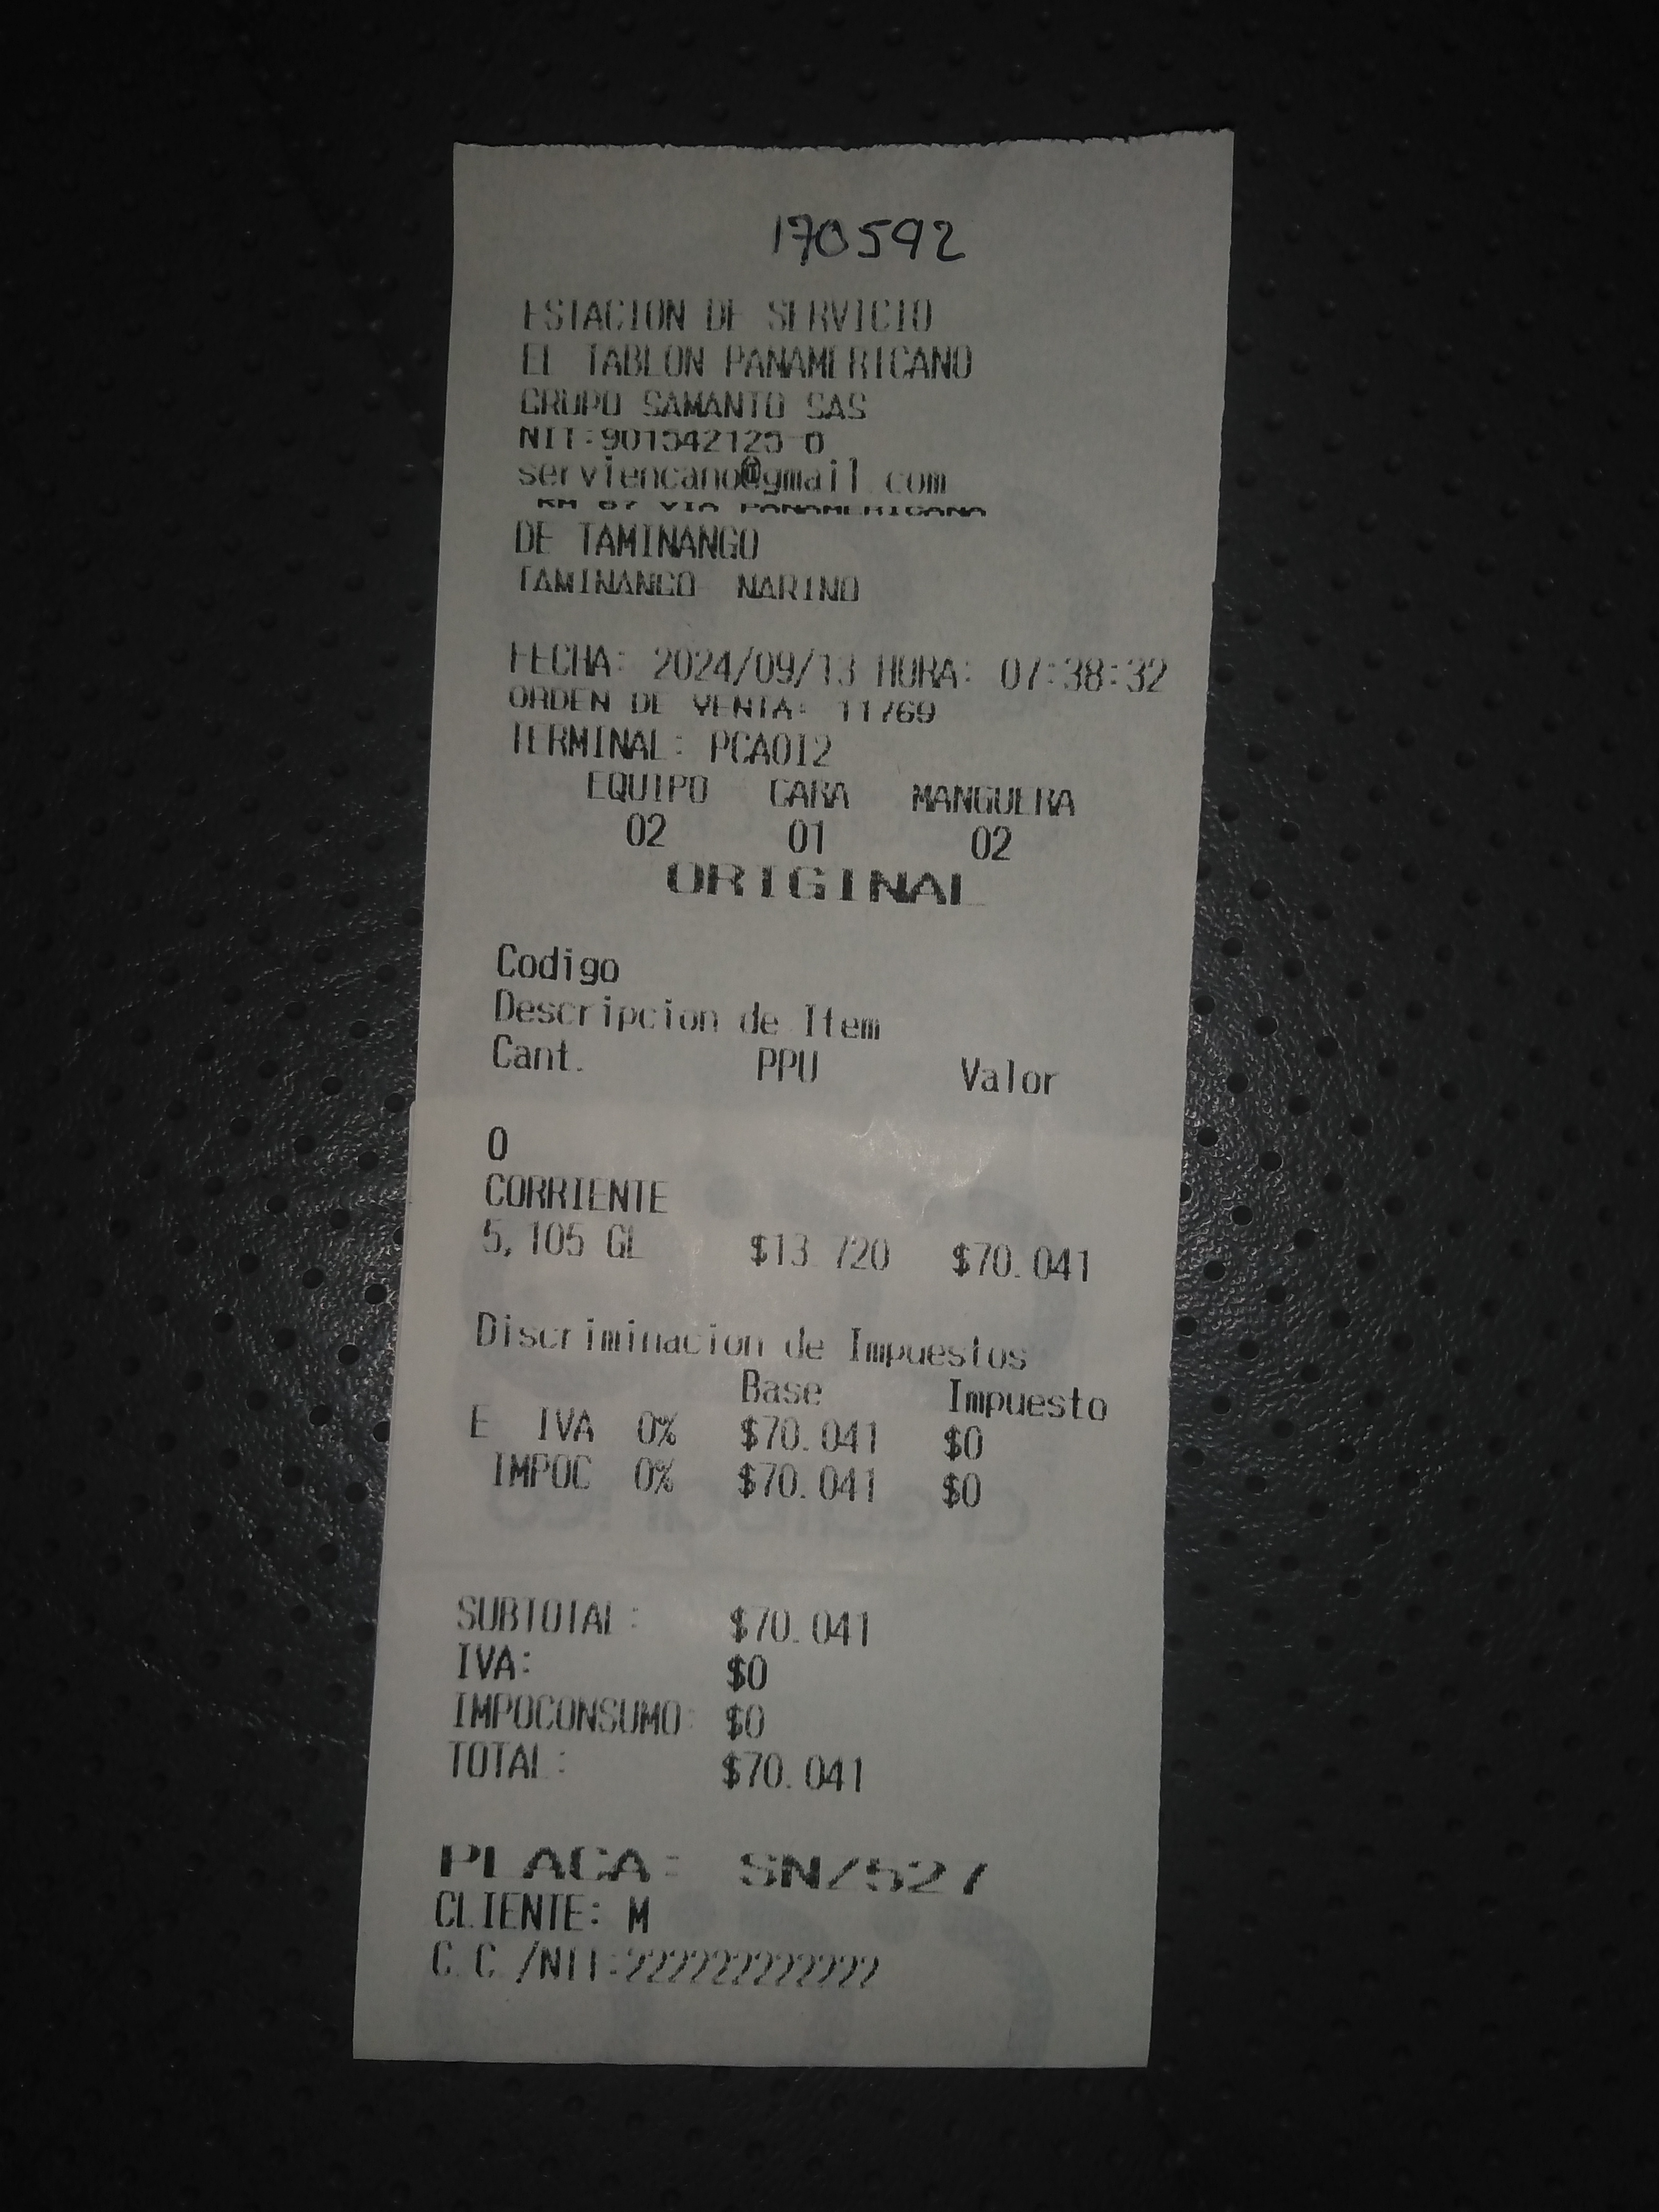 170592
ESTACION DE SERVICIO
EL TABLON PANAMERICANO
GRUPO SAMANTO SAS
NIT:901542125-0
serviencano@gmail.com
KM 67 VIA PANAMERICANA
DE TAMINANGO
TAMINANGO NARINO
FECHA: 2024/09/13 HORA: 07:38:32
ORDEN DE VENTA: 11769
TERMINAL: PCA012
EQUIPO CARA MANGUERA
02 01 02
ORIGINAL
Codigo
Descripcion de Item
Cant. PPU Valor
0
CORRIENTE
5,105 GL $13.720 $70.041
Discriminacion de Impuestos
Base Impuesto
E IVA 0% $70.041 $0
IMPOC 0% $70.041 $0
SUBTOTAL: $70.041
IVA: $0
IMPOCONSUMO: $0
TOTAL: $70.041
PLACA:
CLIENTE: M
C.C./NIT:222222222222